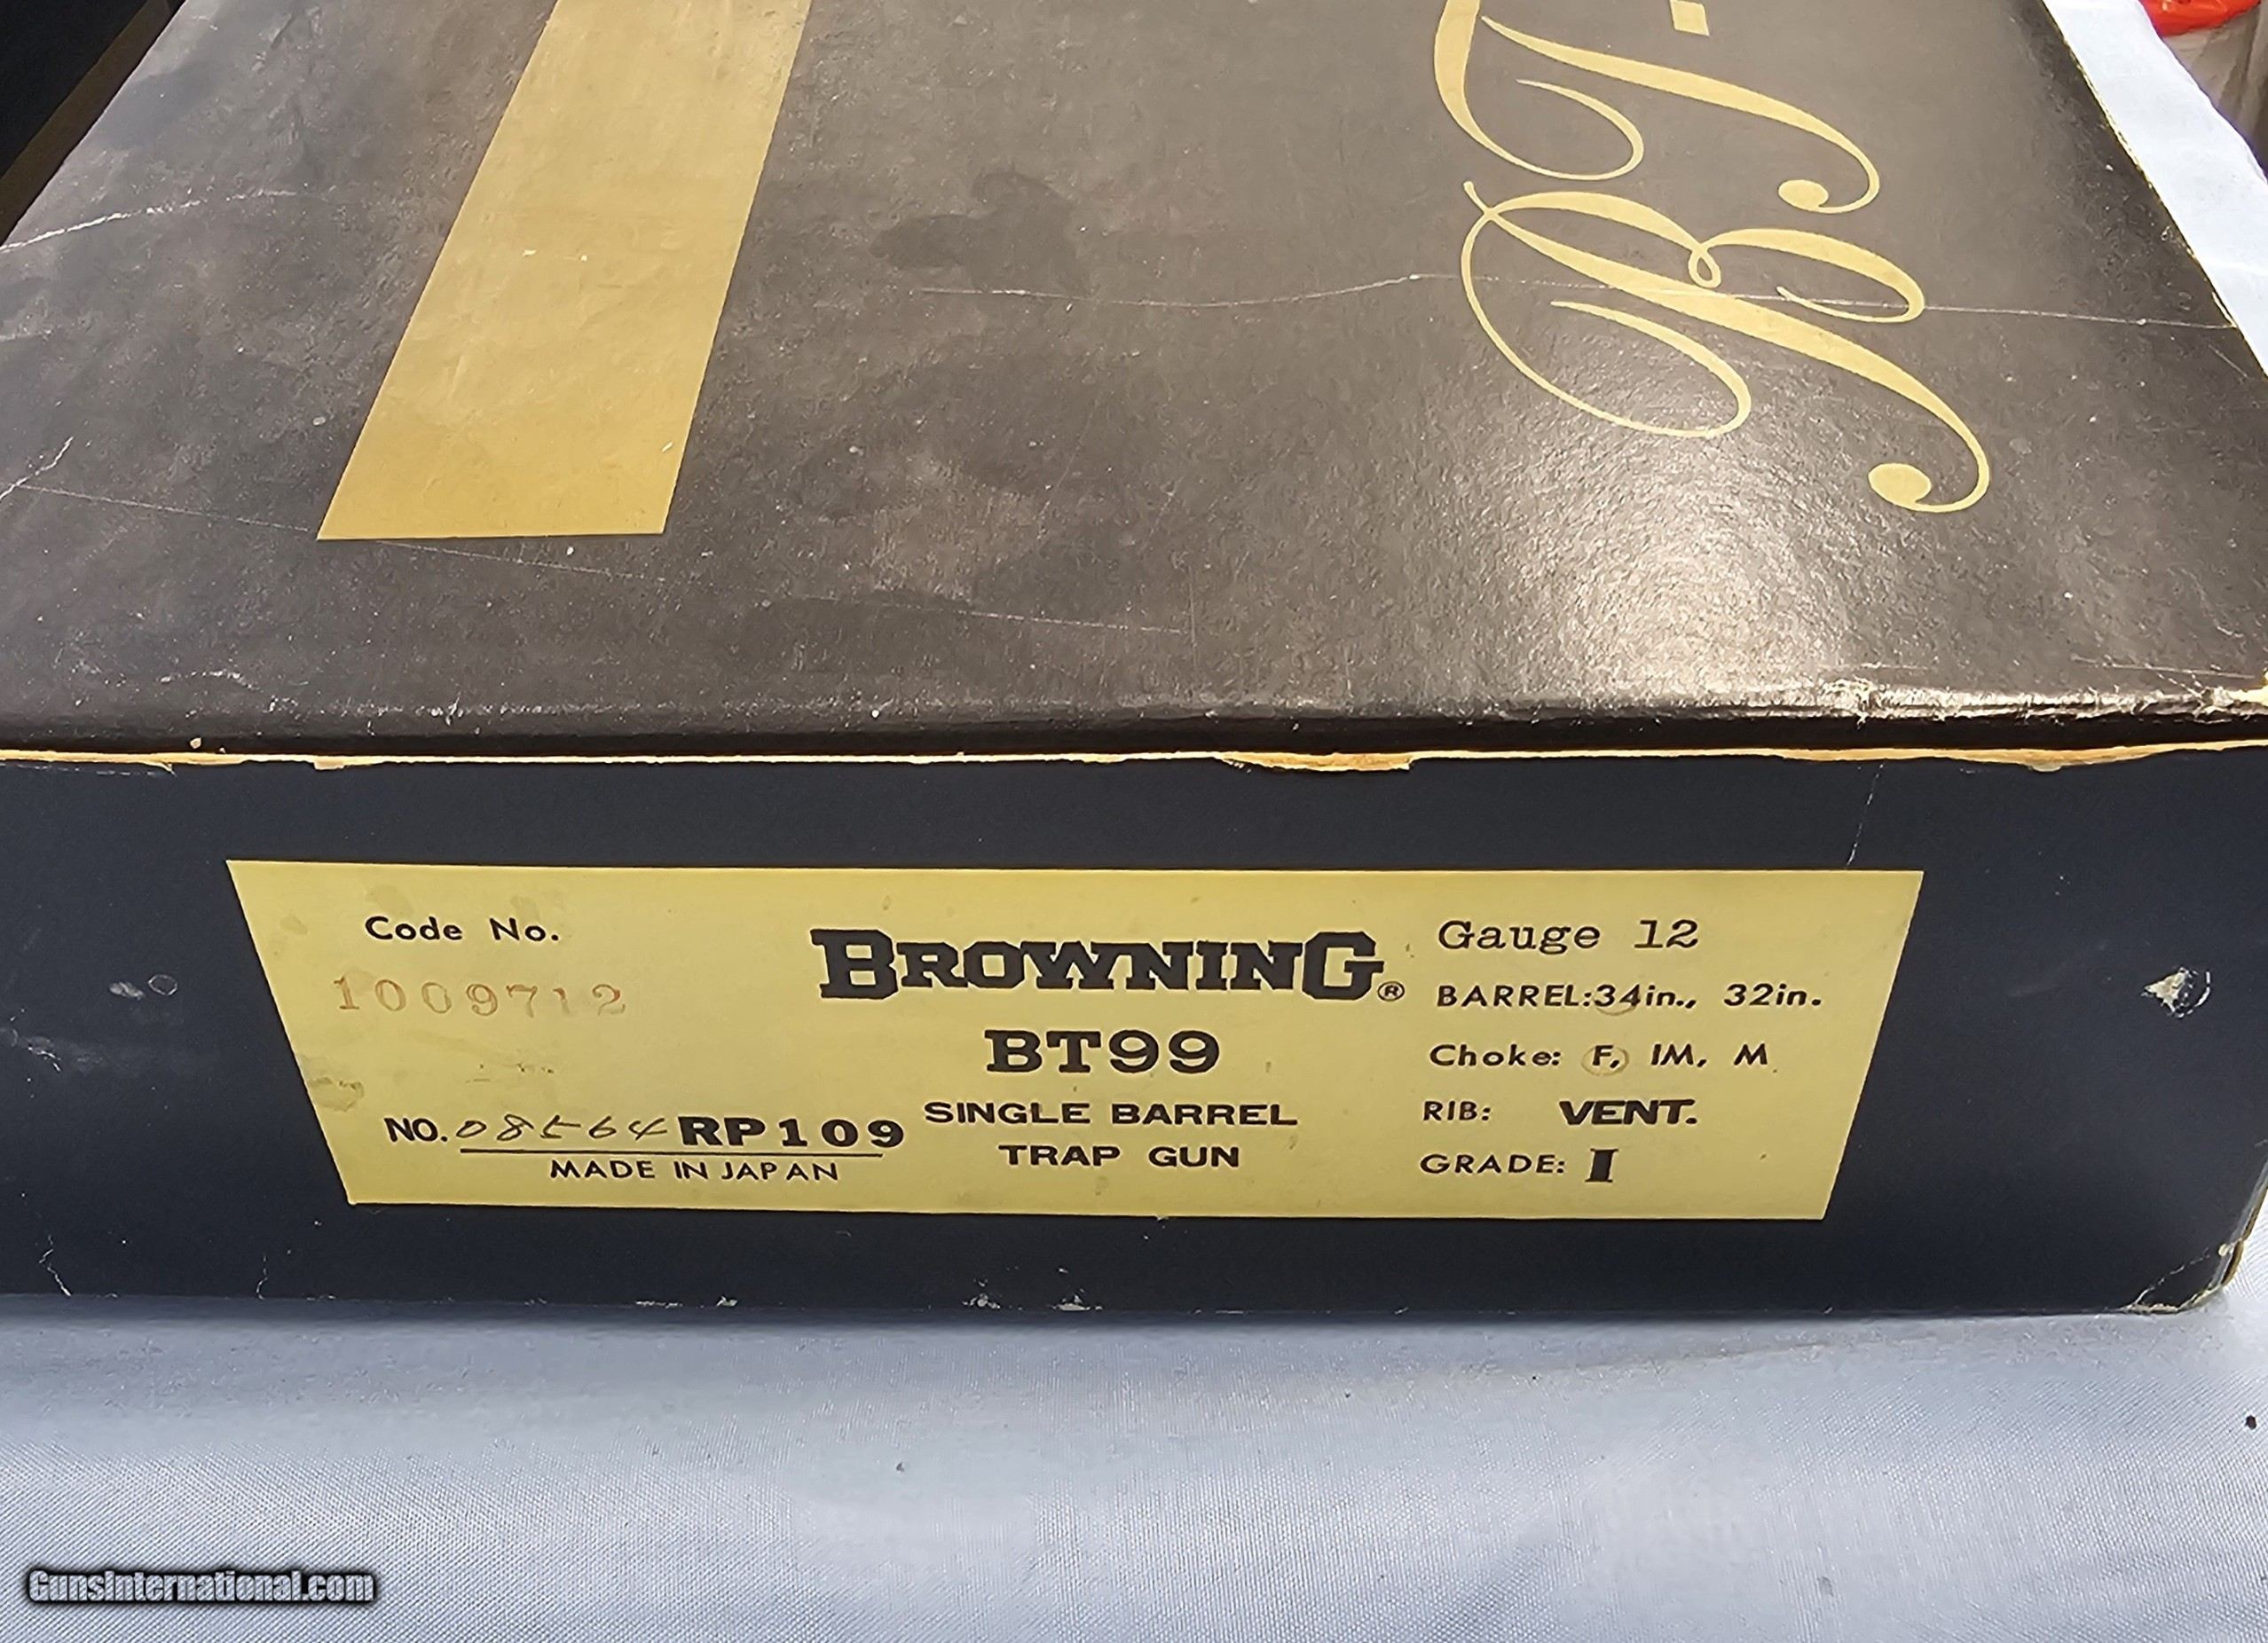 BT-
Code No.
1009712
NO. 08564 RP109
MADE IN JAPAN
BROWNING®
BT99
SINGLE BARREL
TRAP GUN
Gauge 12
BARREL:34in., 32in.
Choke: F, IM, M
RIB: VENT.
GRADE: I
GunsInternational.com